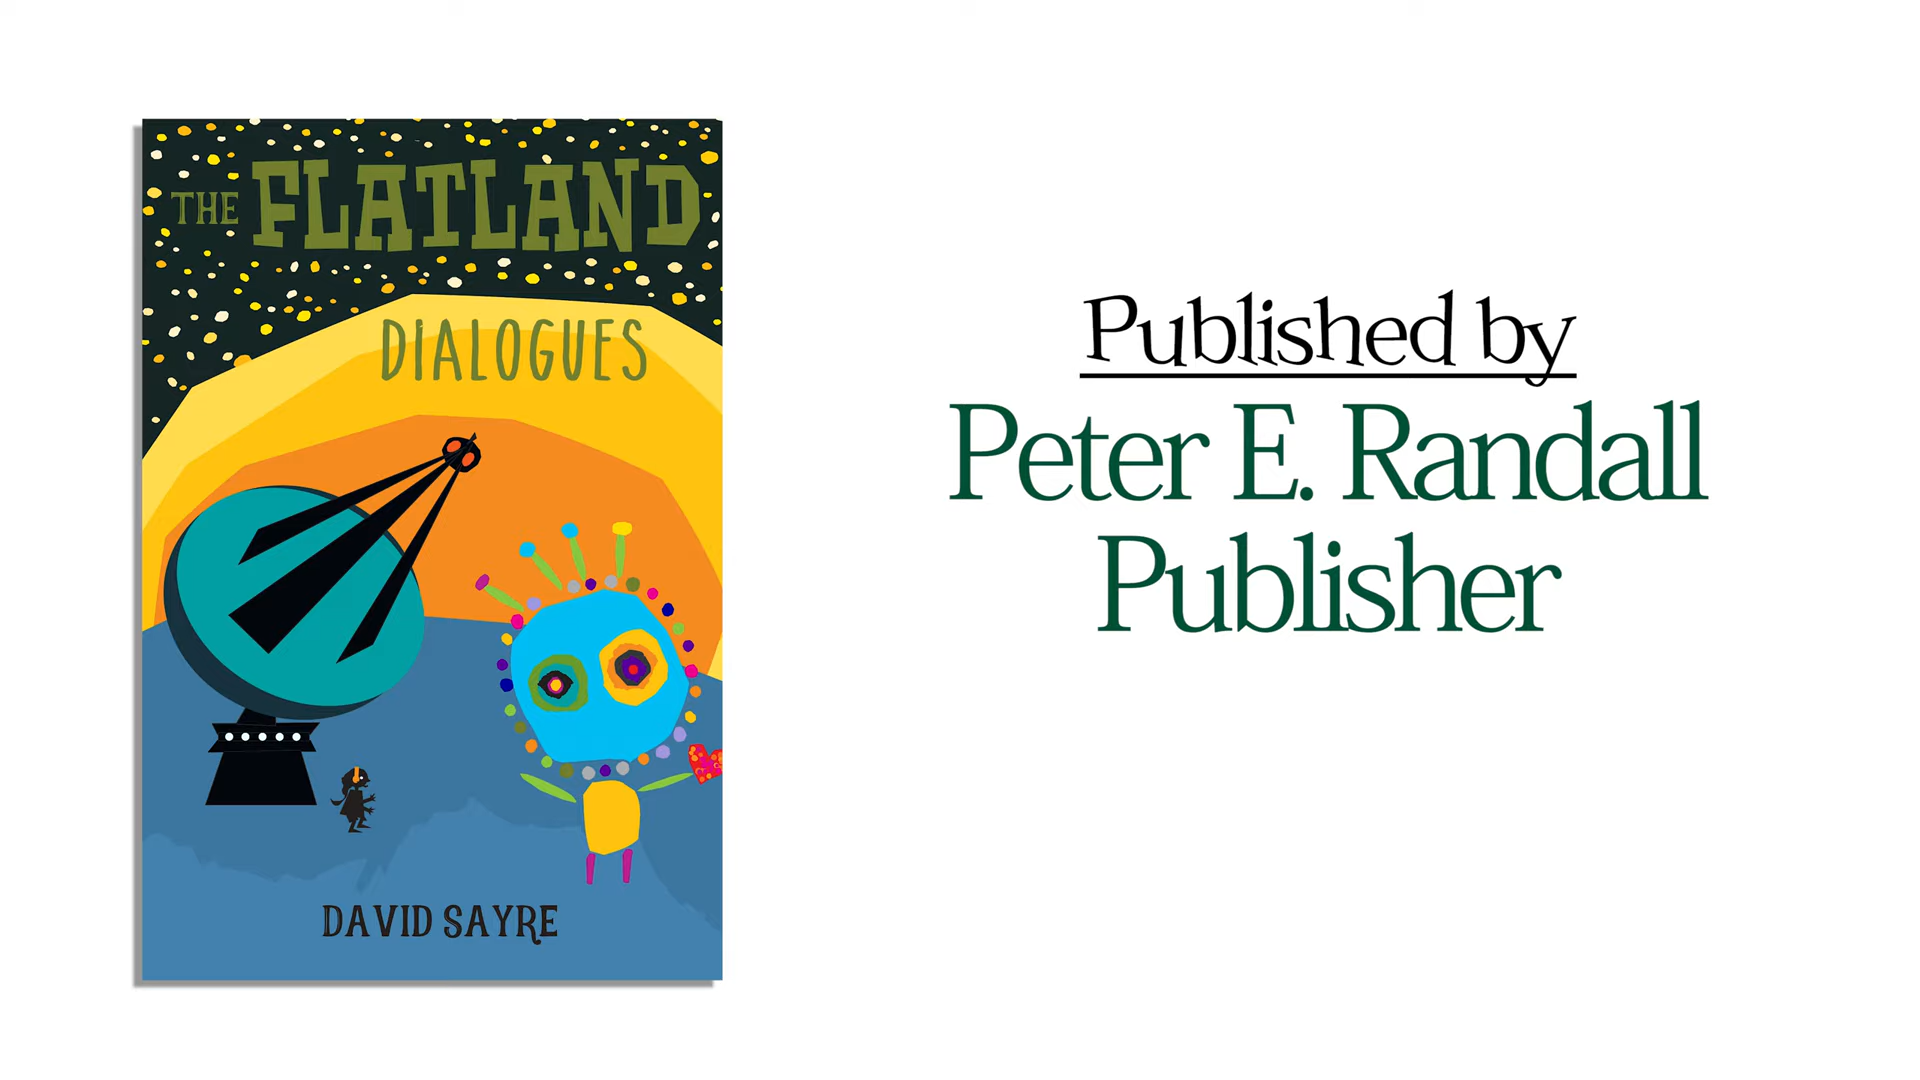 THE FLATLAND
DIALOGUES
DAVID SAYRE
Published by
Peter E. Randall
Publisher